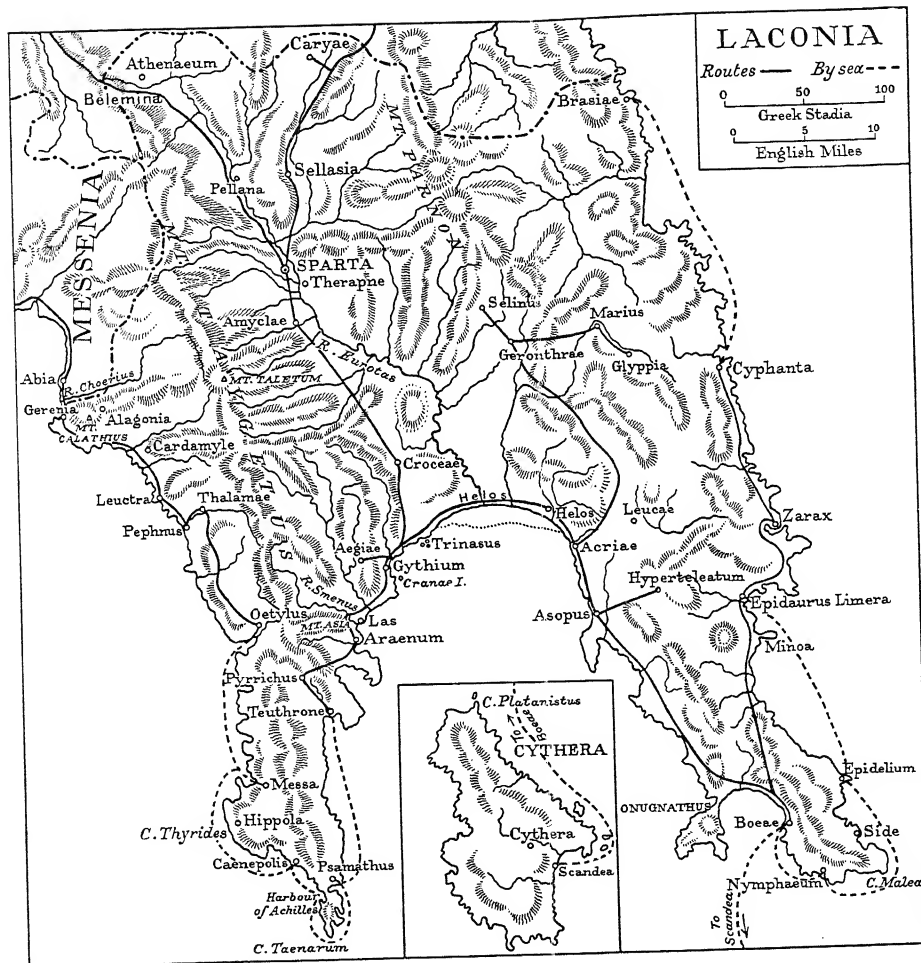 LACONIA
Routes By sea
0 50 100
Greek Stadia
0 5 10
English Miles
Caryae
Athenaeum
Belemina
Brasiae
MT. PARNON
Sellasia
Pellana
MESSENIA
SPARTA
Therapne
Selinus
Marius
Amyclae
R. Eurotas
Geronthrae
Glyppia
Cyphanta
Abia
R. Choerius
MT. TALETUM
Gerenia
Alagonia
MT.
CALATHIUS
MT. TAŸGETUS
Cardamyle
Croceae
Leuctra
Thalamae
Helos
Helos
Leucae
Zarax
Pephnus
Trinasus
Acriae
Aegiae
Gythium
Cranae I.
Hyperteleatum
R. Smenus
Epidaurus Limera
Oetylus
MT. ASIA
Las
Asopus
Araenum
Minoa
Pyrrichus
Teuthrone
C. Platanistus
To
Boeae
CYTHERA
Messa
Epidelium
ONUGNATHUS
Hippola
C. Thyrides
Cythera
Boeae
Side
Caenepolis
Psamathus
Scandea
Nymphaeum
C. Malea
Harbour
of Achilles
To
Scandea
C. Taenarum